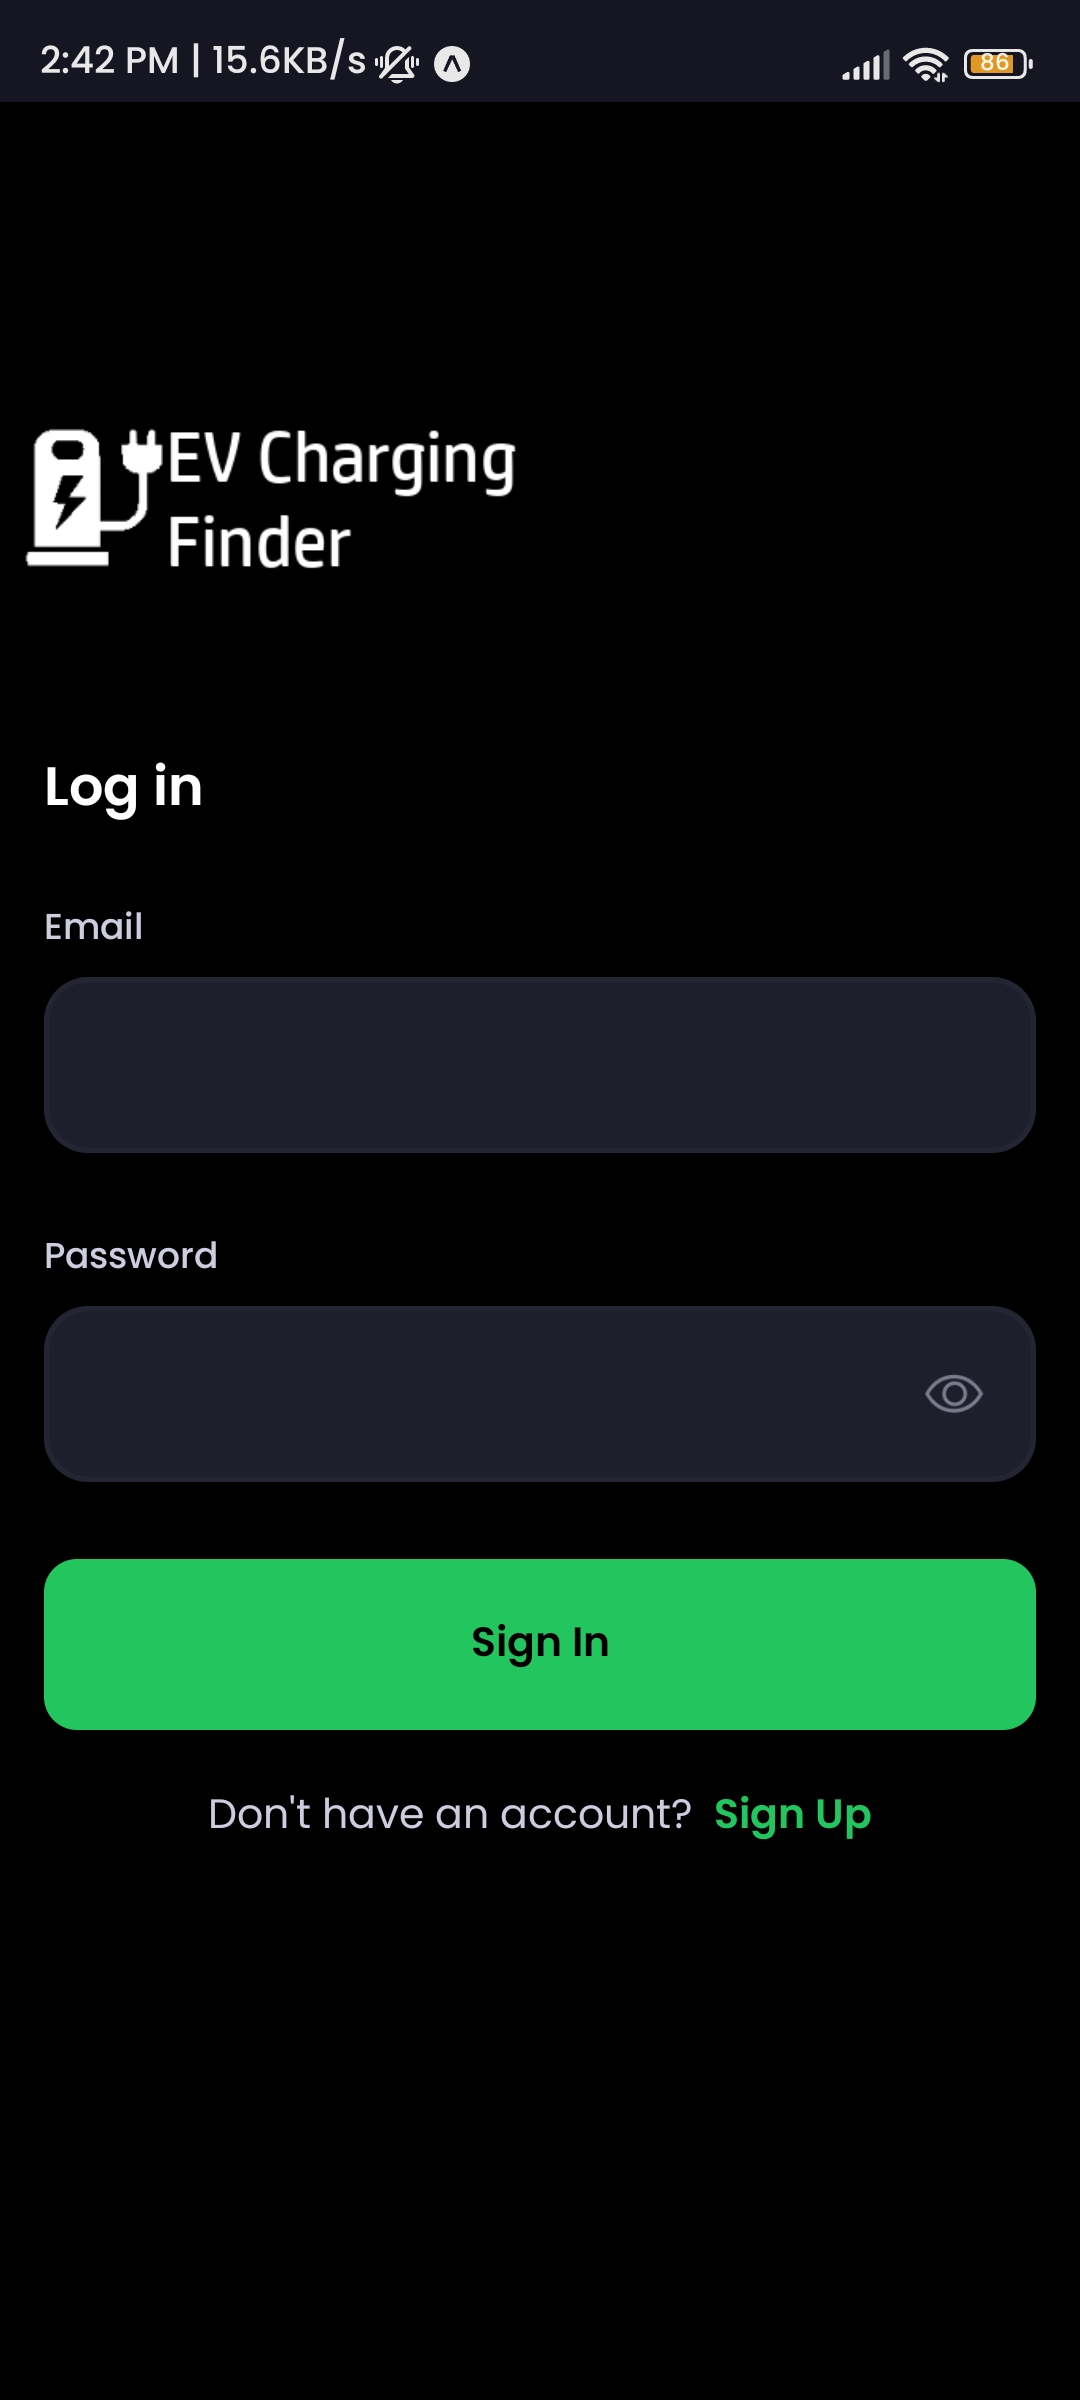 2:42 PM | 15.6KB/s
86
EV Charging
Finder
Log in
Email
Password
Sign In
Don't have an account? Sign Up